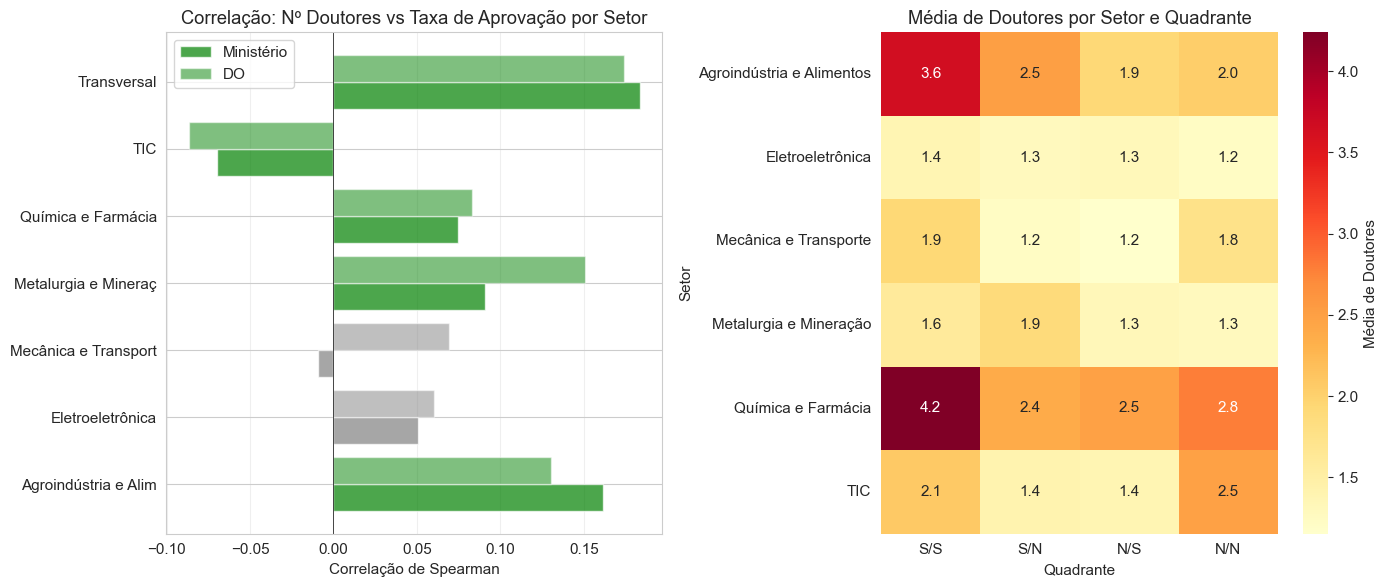 Correlação: Nº Doutores vs Taxa de Aprovação por Setor
Ministério
DO
Transversal
TIC
Química e Farmácia
Metalurgia e Mineraç
Mecânica e Transport
Eletroeletrônica
Agroindústria e Alim
−0.10 −0.05 0.00 0.05 0.10 0.15
Correlação de Spearman
Média de Doutores por Setor e Quadrante
Setor
Agroindústria e Alimentos 3.6 2.5 1.9 2.0
Eletroeletrônica 1.4 1.3 1.3 1.2
Mecânica e Transporte 1.9 1.2 1.2 1.8
Metalurgia e Mineração 1.6 1.9 1.3 1.3
Química e Farmácia 4.2 2.4 2.5 2.8
TIC 2.1 1.4 1.4 2.5
S/S S/N N/S N/N
Quadrante
4.0
3.5
3.0
2.5
2.0
1.5
Média de Doutores